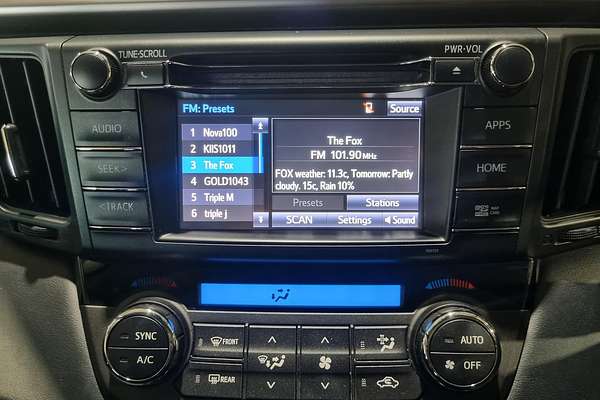 TUNE·SCROLL
PWR·VOL
FM: Presets
Source
AUDIO
SEEK>
<TRACK
APPS
HOME
1 Nova100
2 KIIS1011
3 The Fox
4 GOLD1043
5 Triple M
6 triple j
The Fox
FM 101.90MHz
FOX weather: 11.3c, Tomorrow: Partly
cloudy. 15c, Rain 10%
Presets
Stations
SCAN
Settings
Sound
SYNC
A/C
FRONT
REAR
AUTO
OFF